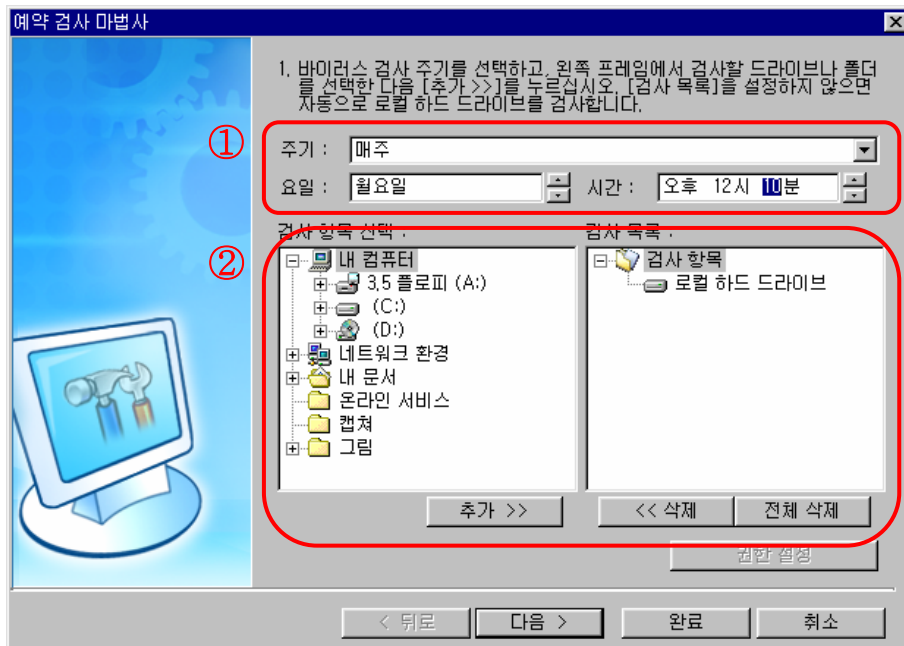 예약 검사 마법사
1. 바이러스 검사 주기를 선택하고, 왼쪽 프레임에서 검사할 드라이브나 폴더
를 선택한 다음 [추가 >>]를 누르십시오. [검사 목록]을 설정하지 않으면
자동으로 로컬 하드 드라이브를 검사합니다.
①
주기 : 매주
요일 : 월요일 시간 : 오후 12시 10분
②
검사 항목 선택 : 검사 목록 :
내 컴퓨터 검사 항목
3.5 플로피 (A:) 로컬 하드 드라이브
(C:)
(D:)
네트워크 환경
내 문서
온라인 서비스
캡쳐
그림
추가 >> << 삭제 전체 삭제
권한 설정
< 뒤로 다음 > 완료 취소